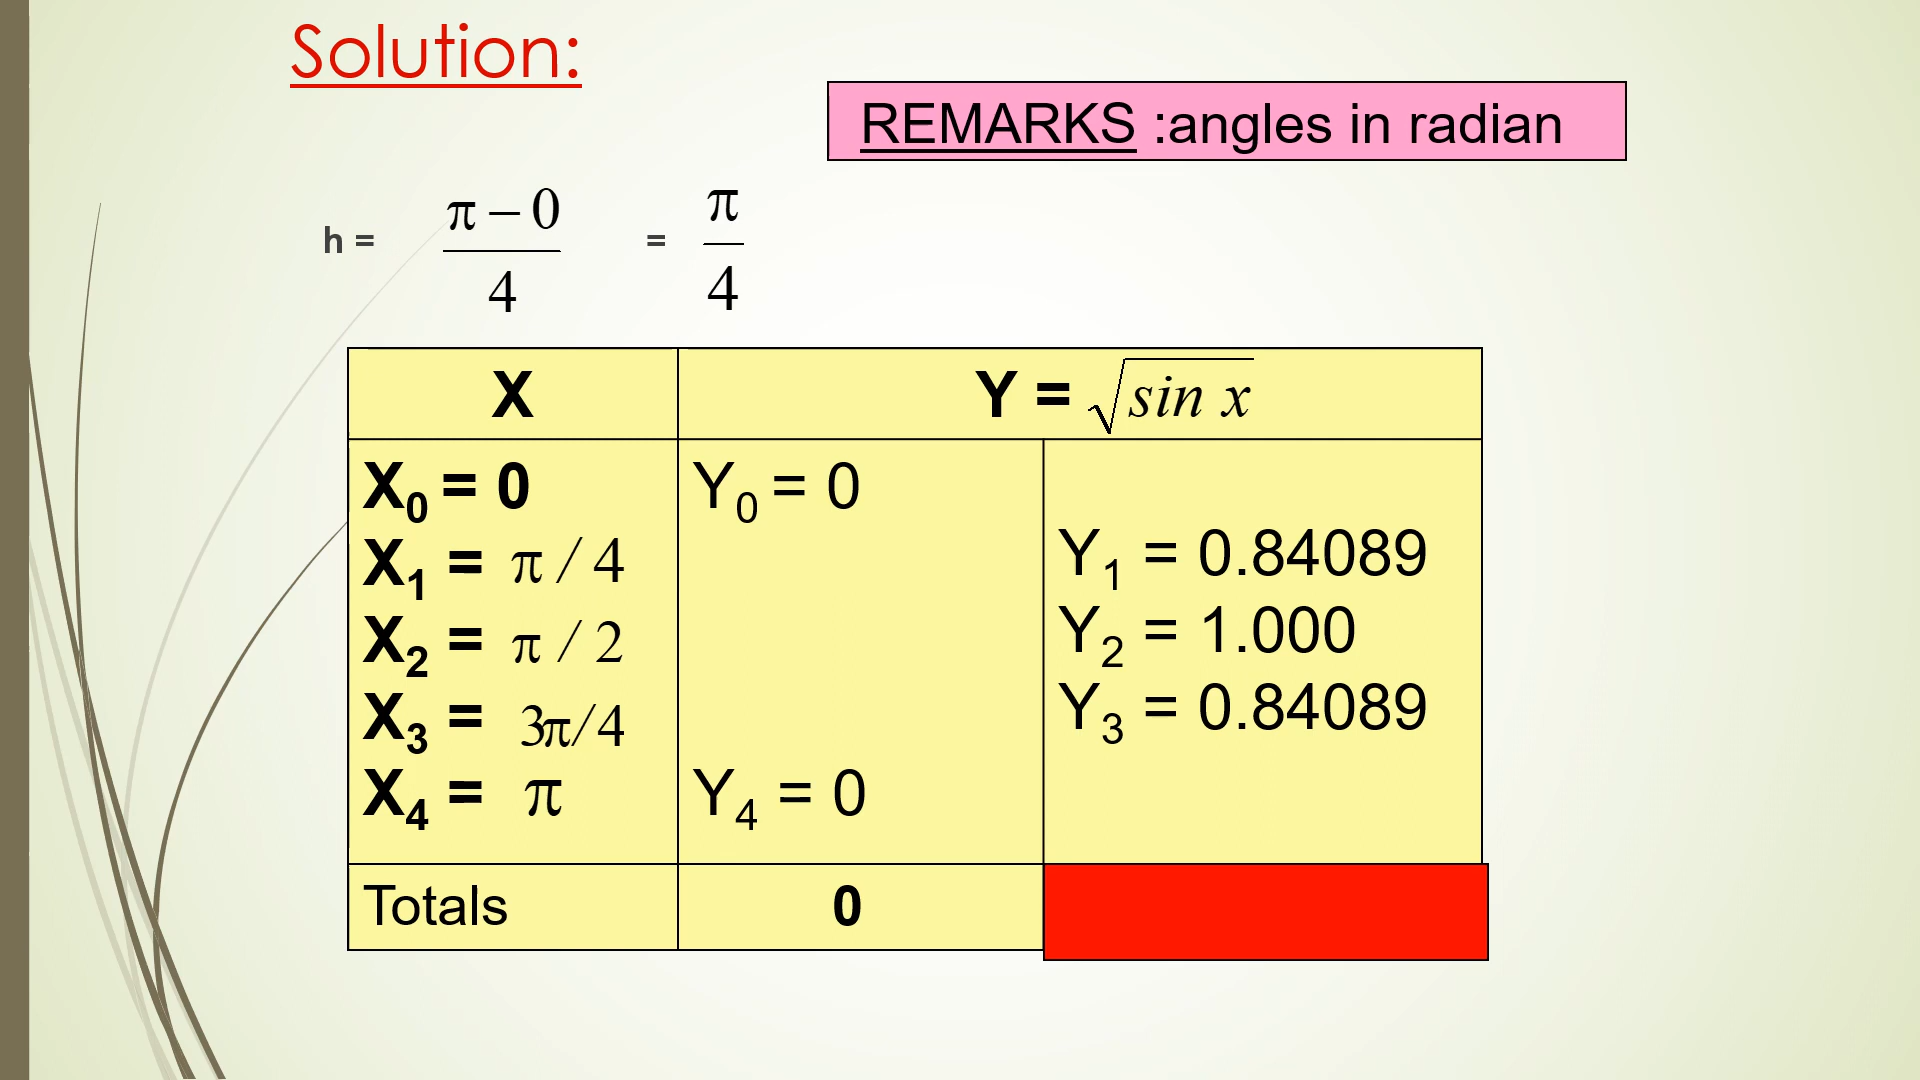 Solution:
REMARKS :angles in radian
h = π − 0 / 4 = π / 4
X Y = √sin x
X₀ = 0 Y₀ = 0
X₁ = π / 4 Y₁ = 0.84089
X₂ = π / 2 Y₂ = 1.000
X₃ = 3π/4 Y₃ = 0.84089
X₄ = π Y₄ = 0
Totals 0